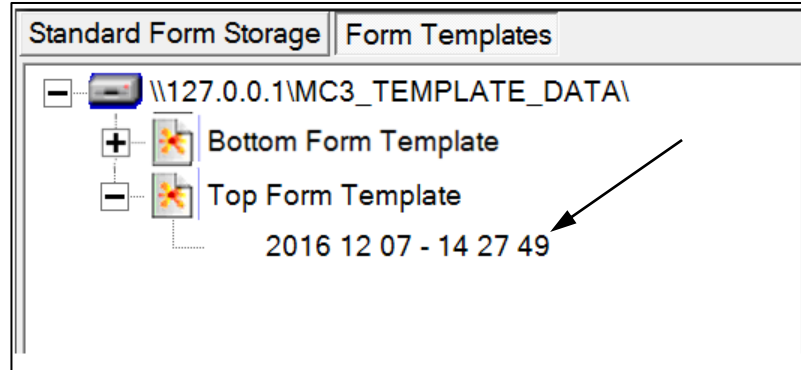 Standard Form Storage Form Templates
\\127.0.0.1\MC3_TEMPLATE_DATA\
Bottom Form Template
Top Form Template
2016 12 07 - 14 27 49